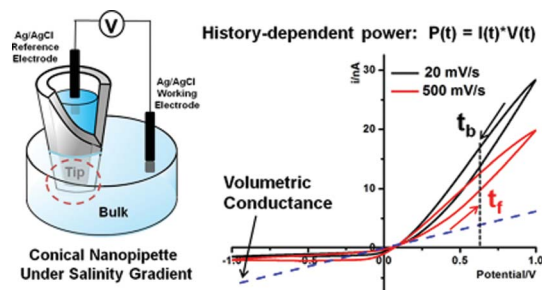 V
Ag/AgCl
Reference
Electrode
Ag/AgCl
Working
Electrode
Tip
Bulk
Conical Nanopipette
Under Salinity Gradient
History-dependent power: P(t) = I(t)*V(t)
i/nA
30
20
10
0
20 mV/s
500 mV/s
t_b
t_f
Volumetric
Conductance
-1.0
-0.5
0.0
0.5
1.0
Potential/V